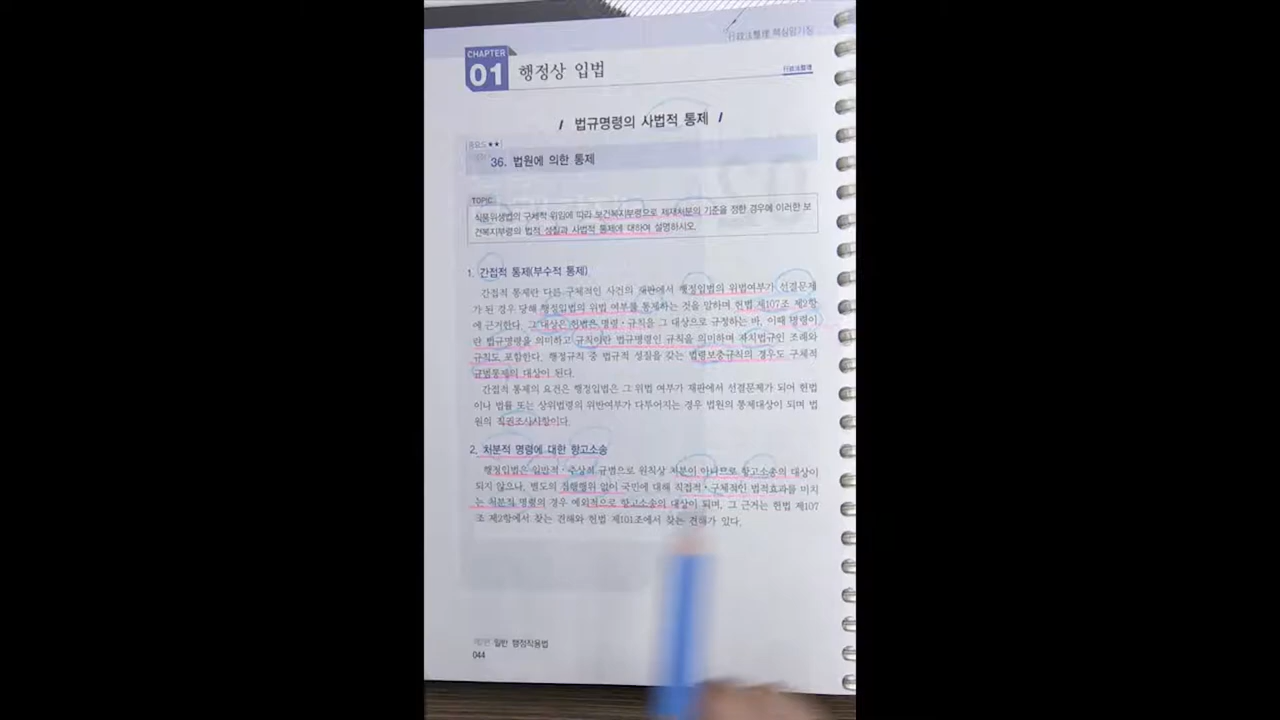 行政法整理 핵심암기장
CHAPTER
01 행정상 입법
行政法整理
/ 법규명령의 사법적 통제 /
중요도 ★★
36. 법원에 의한 통제
TOPIC
식품위생법의 구체적 위임에 따라 보건복지부령으로 제재처분의 기준을 정한 경우에 이러한 보
건복지부령의 법적 성질과 사법적 통제에 대하여 설명하시오.
1. 간접적 통제(부수적 통제)
간접적 통제란 다른 구체적인 사건의 재판에서 행정입법의 위법여부가 선결문제
가 된 경우 당해 행정입법의 위법 여부를 통제하는 것을 말하며 헌법 제107조 제2항
에 근거한다. 그 대상은 헌법은 명령·규칙을 그 대상으로 규정하는 바, 이때 명령이
란 법규명령을 의미하고 규칙이란 법규명령인 규칙을 의미하며 자치법규인 조례와
규칙도 포함한다. 행정규칙 중 법규적 성질을 갖는 법령보충규칙의 경우도 구체적
규범통제의 대상이 된다.
간접적 통제의 요건은 행정입법은 그 위법 여부가 재판에서 선결문제가 되어 헌법
이나 법률 또는 상위법령의 위반여부가 다투어지는 경우 법원의 통제대상이 되며 법
원의 직권조사사항이다.
2. 처분적 명령에 대한 항고소송
행정입법은 일반적·추상적 규범으로 원칙상 처분이 아니므로 항고소송의 대상이
되지 않으나, 별도의 집행행위 없이 국민에 대해 직접적·구체적인 법적효과를 미치
는 처분적 명령의 경우 예외적으로 항고소송의 대상이 되며, 그 근거는 헌법 제107
조 제2항에서 찾는 견해와 헌법 제101조에서 찾는 견해가 있다.
일반 행정작용법
044